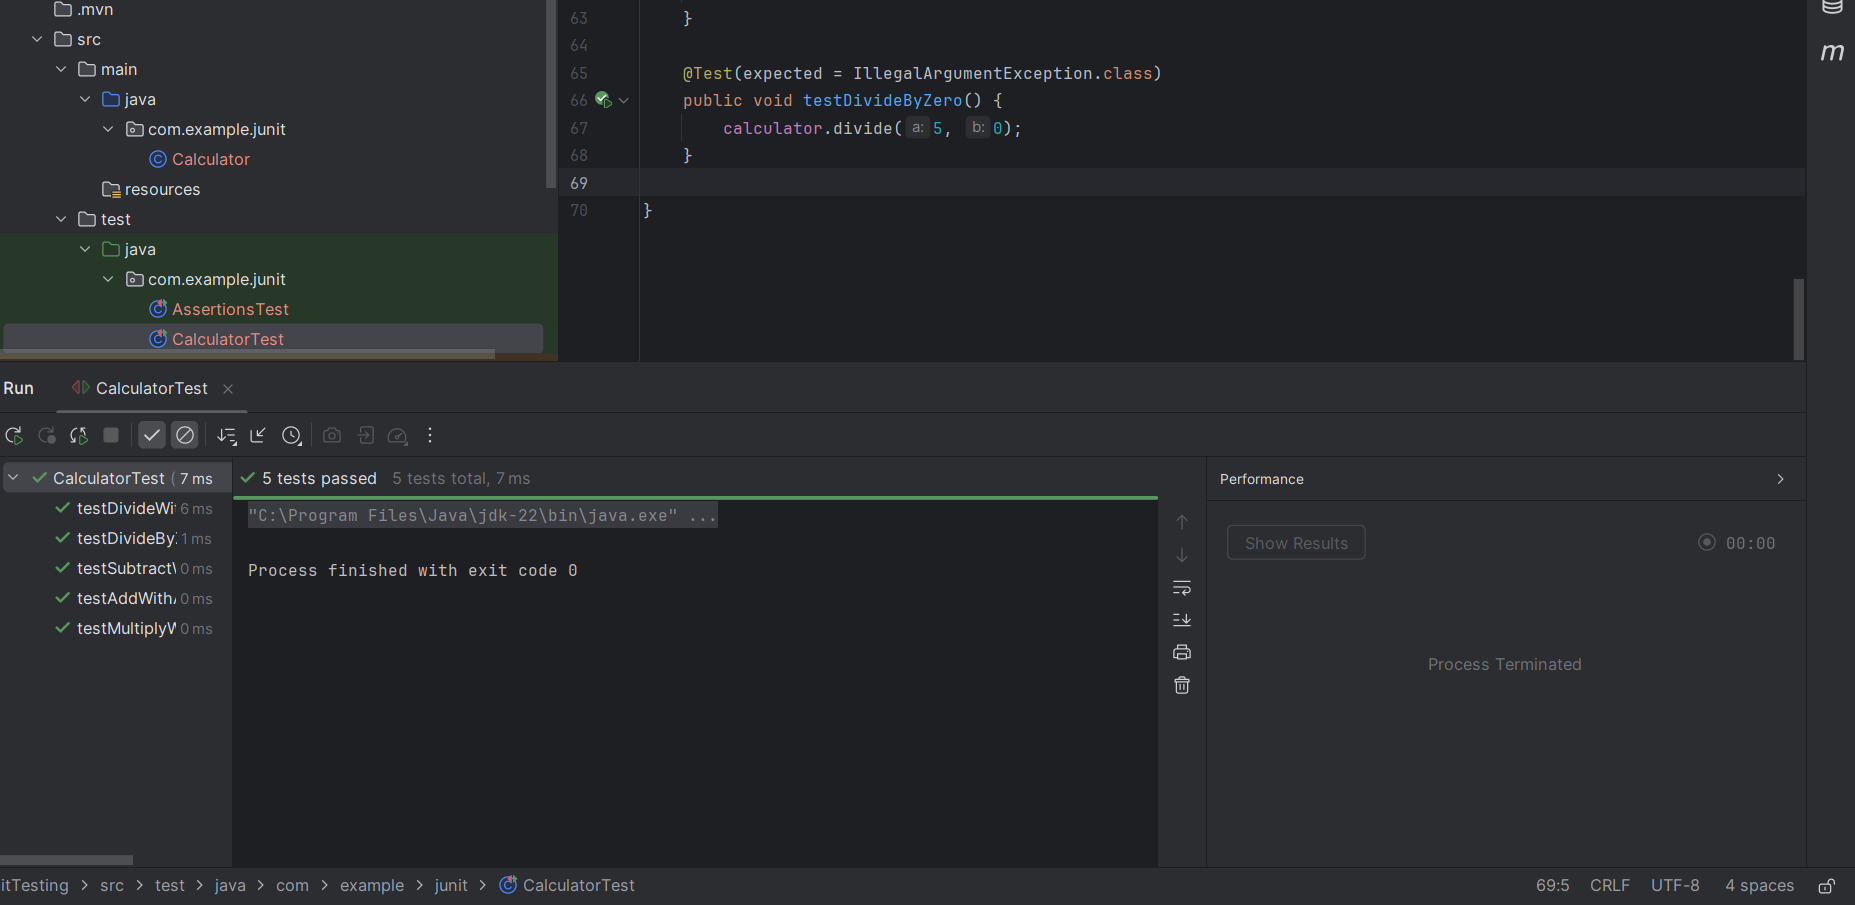 .mvn
src
main
java
com.example.junit
Calculator
resources
test
java
com.example.junit
AssertionsTest
CalculatorTest
63 }
64
65 @Test(expected = IllegalArgumentException.class)
66 public void testDivideByZero() {
67 calculator.divide( a: 5, b: 0);
68 }
69
70 }
m
Run CalculatorTest
CalculatorTest ( 7 ms
testDivideWi 6 ms
testDivideBy 1 ms
testSubtract 0 ms
testAddWith 0 ms
testMultiplyW 0 ms
5 tests passed 5 tests total, 7 ms
"C:\Program Files\Java\jdk-22\bin\java.exe" ...
Process finished with exit code 0
Performance
Show Results 00:00
Process Terminated
itTesting > src > test > java > com > example > junit > CalculatorTest 69:5 CRLF UTF-8 4 spaces